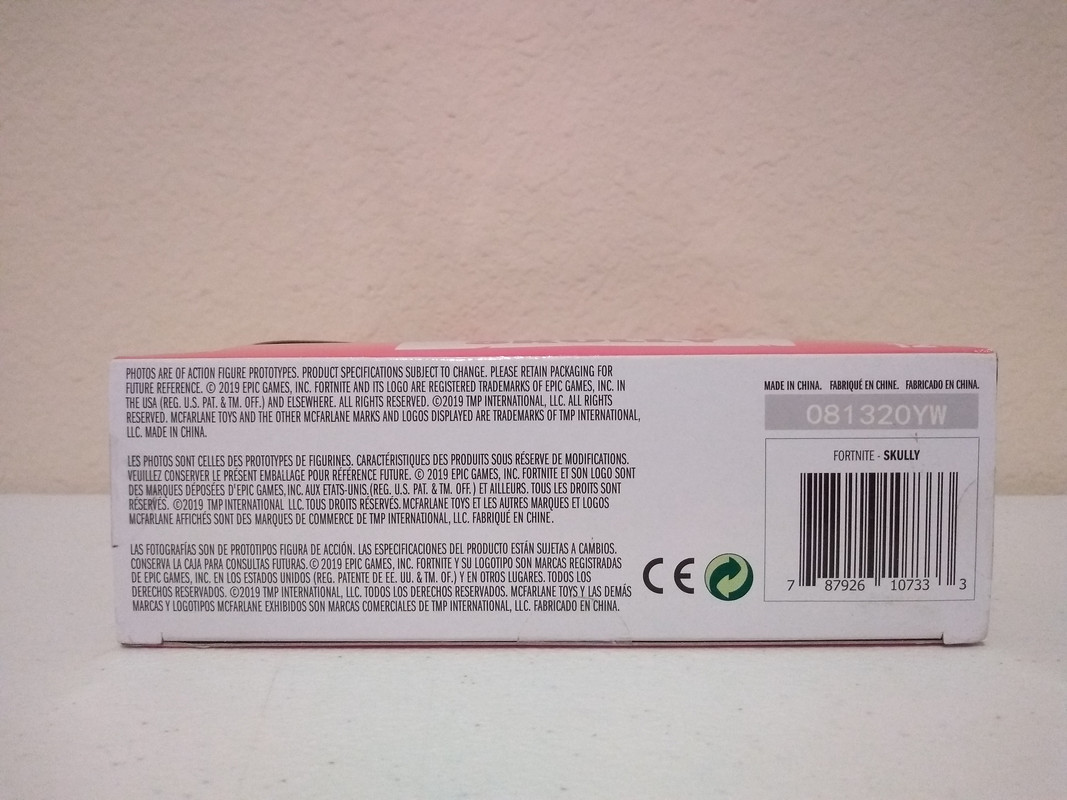 PHOTOS ARE OF ACTION FIGURE PROTOTYPES. PRODUCT SPECIFICATIONS SUBJECT TO CHANGE. PLEASE RETAIN PACKAGING FOR
FUTURE REFERENCE. © 2019 EPIC GAMES, INC. FORTNITE AND ITS LOGO ARE REGISTERED TRADEMARKS OF EPIC GAMES, INC. IN
THE USA (REG. U.S. PAT. & TM. OFF.) AND ELSEWHERE. ALL RIGHTS RESERVED. ©2019 TMP INTERNATIONAL, LLC. ALL RIGHTS
RESERVED. MCFARLANE TOYS AND THE OTHER MCFARLANE MARKS AND LOGOS DISPLAYED ARE TRADEMARKS OF TMP INTERNATIONAL,
LLC. MADE IN CHINA.
LES PHOTOS SONT CELLES DES PROTOTYPES DE FIGURINES. CARACTÉRISTIQUES DES PRODUITS SOUS RÉSERVE DE MODIFICATIONS.
VEUILLEZ CONSERVER LE PRÉSENT EMBALLAGE POUR RÉFÉRENCE FUTURE. © 2019 EPIC GAMES, INC. FORTNITE ET SON LOGO SONT
DES MARQUES DÉPOSÉES D'EPIC GAMES, INC. AUX ETATS-UNIS.(REG. U.S. PAT. & TM. OFF.) ET AILLEURS. TOUS LES DROITS SONT
RÉSERVÉS. ©2019 TMP INTERNATIONAL LLC. TOUS DROITS RÉSERVÉS. MCFARLANE TOYS ET LES AUTRES MARQUES ET LOGOS
MCFARLANE AFFICHÉS SONT DES MARQUES DE COMMERCE DE TMP INTERNATIONAL, LLC. FABRIQUÉ EN CHINE.
LAS FOTOGRAFÍAS SON DE PROTOTIPOS FIGURA DE ACCIÓN. LAS ESPECIFICACIONES DEL PRODUCTO ESTÁN SUJETAS A CAMBIOS.
CONSERVA LA CAJA PARA CONSULTAS FUTURAS. © 2019 EPIC GAMES, INC. FORTNITE Y SU LOGOTIPO SON MARCAS REGISTRADAS
DE EPIC GAMES, INC. EN LOS ESTADOS UNIDOS (REG. PATENTE DE EE. UU. & TM. OF.) Y EN OTROS LUGARES. TODOS LOS
DERECHOS RESERVADOS. ©2019 TMP INTERNATIONAL, LLC. TODOS LOS DERECHOS RESERVADOS. MCFARLANE TOYS Y LAS DEMÁS
MARCAS Y LOGOTIPOS MCFARLANE EXHIBIDOS SON MARCAS COMERCIALES DE TMP INTERNATIONAL, LLC. FABRICADO EN CHINA.
CE
MADE IN CHINA. FABRIQUÉ EN CHINE. FABRICADO EN CHINA.
081320YW
FORTNITE - SKULLY
7 87926 10733 3